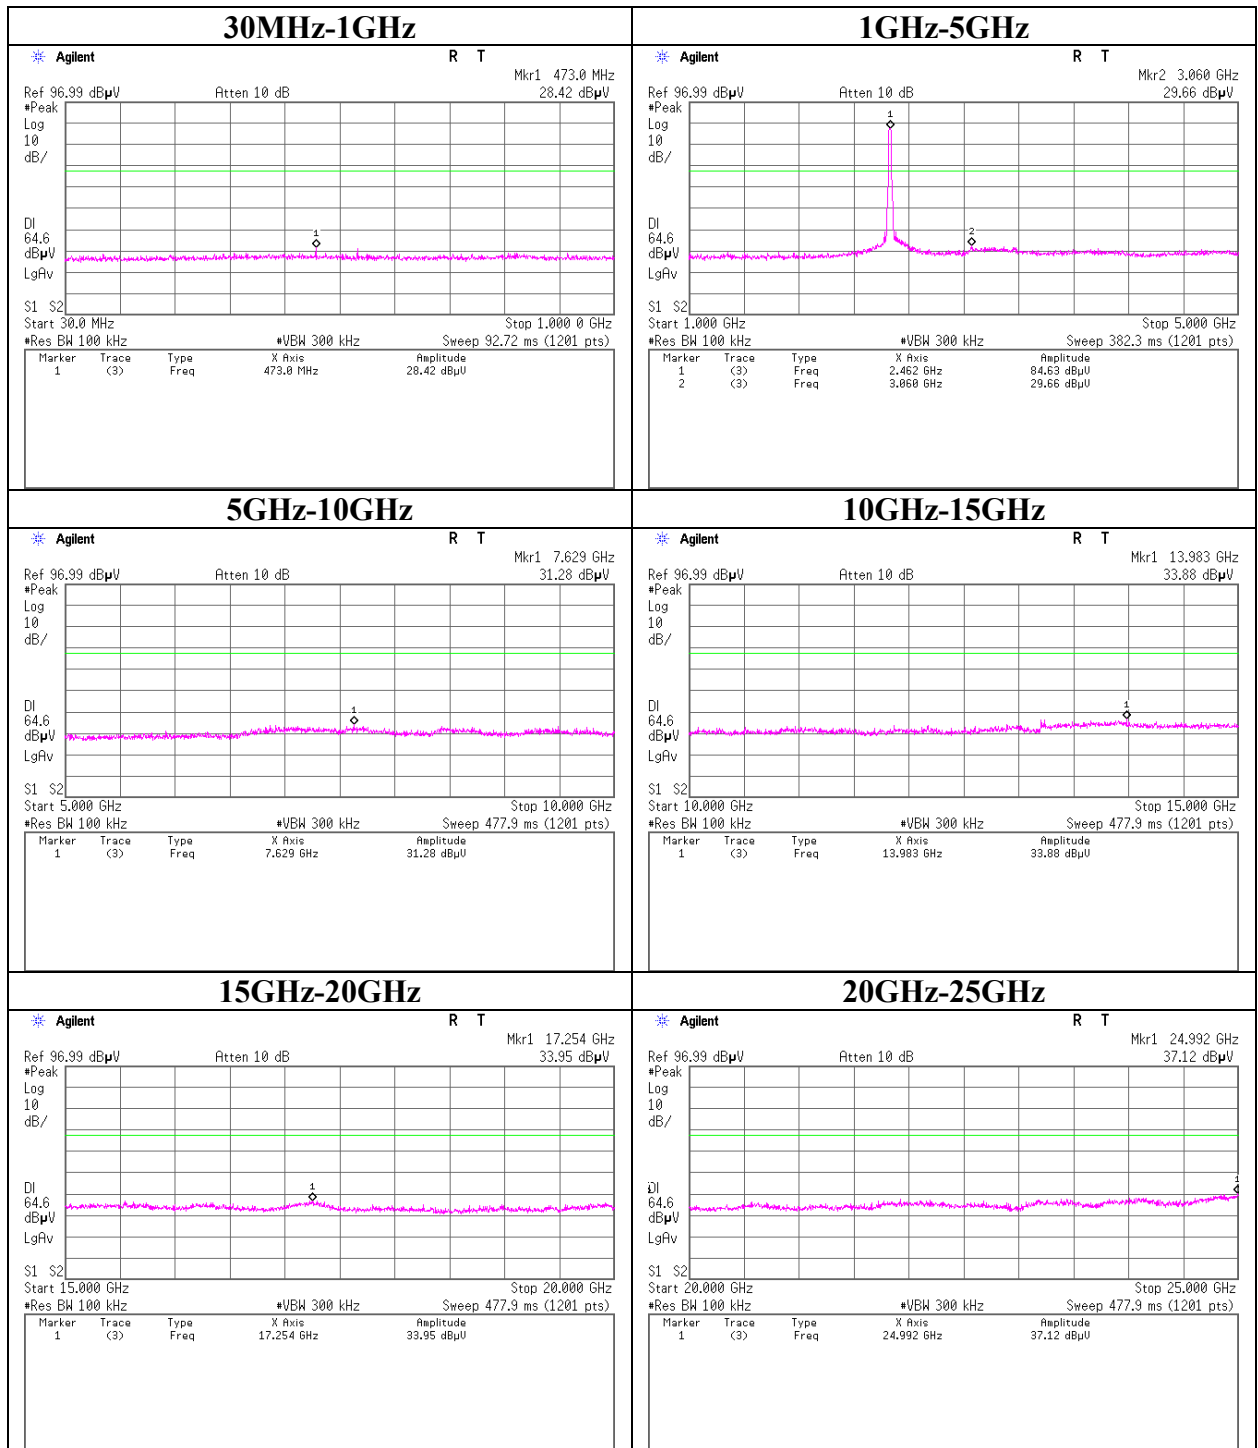 30MHz-1GHz
Agilent R T
Mkr1 473.0 MHz
Ref 96.99 dBµV Atten 10 dB 28.42 dBµV
#Peak
Log
10
dB/
1
DI
64.6
dBµV
LgAv
S1 S2
Start 30.0 MHz Stop 1.000 0 GHz
#Res BW 100 kHz #VBW 300 kHz Sweep 92.72 ms (1201 pts)
Marker Trace Type X Axis Amplitude
1 (3) Freq 473.0 MHz 28.42 dBµV
1GHz-5GHz
Agilent R T
Mkr2 3.060 GHz
Ref 96.99 dBµV Atten 10 dB 29.66 dBµV
#Peak
Log
10
dB/
1
2
DI
64.6
dBµV
LgAv
S1 S2
Start 1.000 GHz Stop 5.000 GHz
#Res BW 100 kHz #VBW 300 kHz Sweep 382.3 ms (1201 pts)
Marker Trace Type X Axis Amplitude
1 (3) Freq 2.462 GHz 84.63 dBµV
2 (3) Freq 3.060 GHz 29.66 dBµV
5GHz-10GHz
Agilent R T
Mkr1 7.629 GHz
Ref 96.99 dBµV Atten 10 dB 31.28 dBµV
#Peak
Log
10
dB/
1
DI
64.6
dBµV
LgAv
S1 S2
Start 5.000 GHz Stop 10.000 GHz
#Res BW 100 kHz #VBW 300 kHz Sweep 477.9 ms (1201 pts)
Marker Trace Type X Axis Amplitude
1 (3) Freq 7.629 GHz 31.28 dBµV
10GHz-15GHz
Agilent R T
Mkr1 13.983 GHz
Ref 96.99 dBµV Atten 10 dB 33.88 dBµV
#Peak
Log
10
dB/
1
DI
64.6
dBµV
LgAv
S1 S2
Start 10.000 GHz Stop 15.000 GHz
#Res BW 100 kHz #VBW 300 kHz Sweep 477.9 ms (1201 pts)
Marker Trace Type X Axis Amplitude
1 (3) Freq 13.983 GHz 33.88 dBµV
15GHz-20GHz
Agilent R T
Mkr1 17.254 GHz
Ref 96.99 dBµV Atten 10 dB 33.95 dBµV
#Peak
Log
10
dB/
1
DI
64.6
dBµV
LgAv
S1 S2
Start 15.000 GHz Stop 20.000 GHz
#Res BW 100 kHz #VBW 300 kHz Sweep 477.9 ms (1201 pts)
Marker Trace Type X Axis Amplitude
1 (3) Freq 17.254 GHz 33.95 dBµV
20GHz-25GHz
Agilent R T
Mkr1 24.992 GHz
Ref 96.99 dBµV Atten 10 dB 37.12 dBµV
#Peak
Log
10
dB/
1
DI
64.6
dBµV
LgAv
S1 S2
Start 20.000 GHz Stop 25.000 GHz
#Res BW 100 kHz #VBW 300 kHz Sweep 477.9 ms (1201 pts)
Marker Trace Type X Axis Amplitude
1 (3) Freq 24.992 GHz 37.12 dBµV